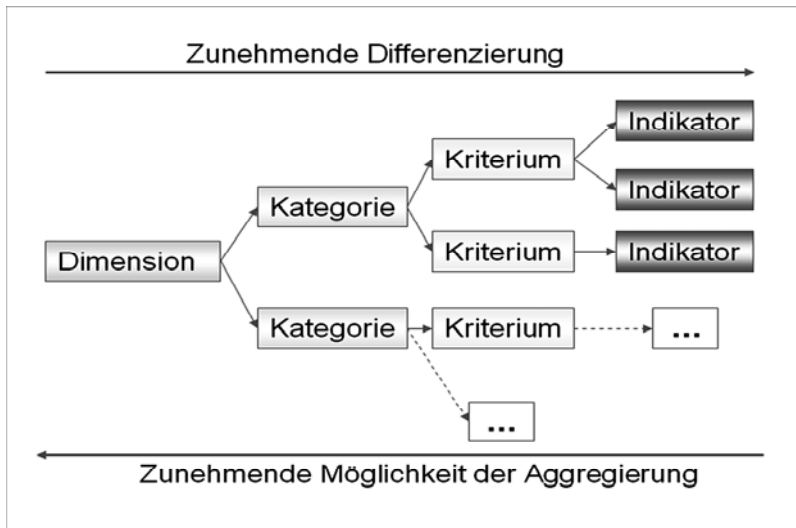 Zunehmende Differenzierung
Indikator
Kriterium
Indikator
Kategorie
Kriterium
Indikator
Dimension
Kategorie
Kriterium
...
...
Zunehmende Möglichkeit der Aggregierung